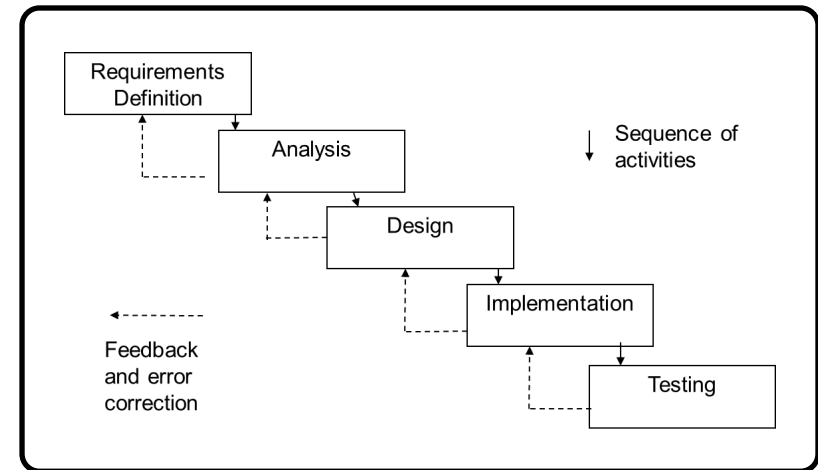 Requirements
Definition
Analysis
Sequence of
activities
Design
Implementation
Feedback
and error
correction
Testing